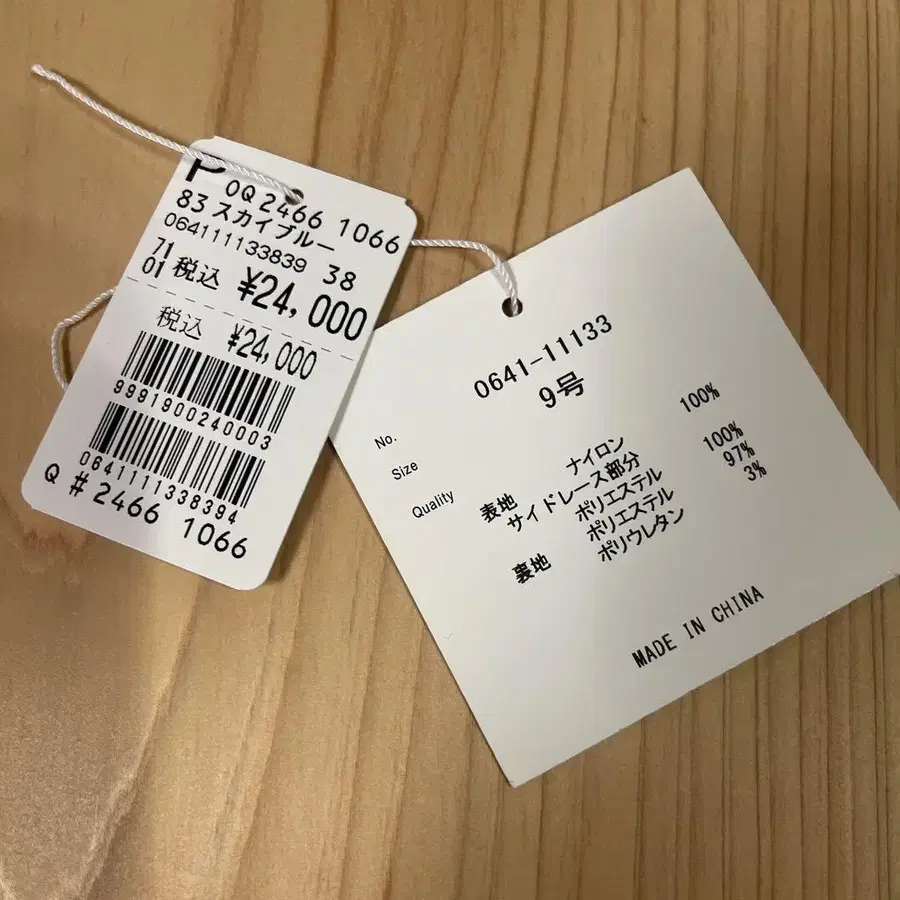 P
0Q 2466 1066
83 スカイブルー
064111133839 38
71
01 税込 ¥24,000
税込 ¥24,000
9991900240003
0641111338394
Q # 2466 1066
No. 0641-11133
Size 9号
Quality 表地 ナイロン 100%
サイドレース部分
ポリエステル 100%
裏地 ポリエステル 97%
ポリウレタン 3%
MADE IN CHINA